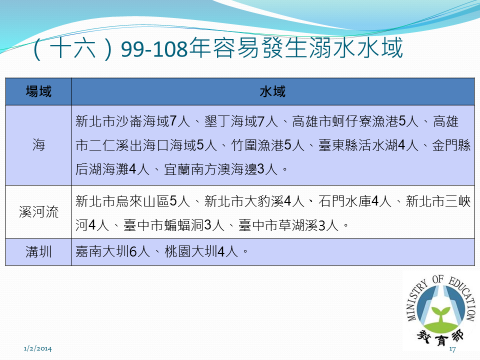 （十六）99-108年容易發生溺水水域
場域 水域
海 新北市沙崙海域7人、墾丁海域7人、高雄市蚵仔寮漁港5人、高雄
市二仁溪出海口海域5人、竹圍漁港5人、臺東縣活水湖4人、金門縣
后湖海灘4人、宜蘭南方澳海邊3人。
溪河流 新北市烏來山區5人、新北市大豹溪4人、石門水庫4人、新北市三峽
河4人、臺中市蝙蝠洞3人、臺中市草湖溪3人。
溝圳 嘉南大圳6人、桃園大圳4人。
MINISTRY OF EDUCATION
教育部
1/2/2014
17